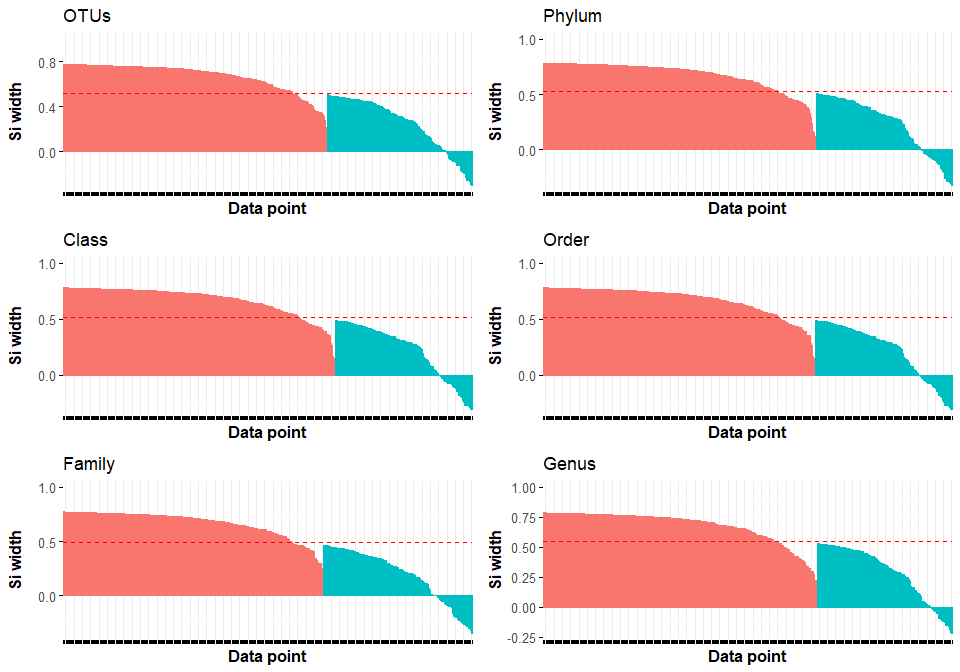 OTUs
Si width
0.8
0.4
0.0
Data point
Phylum
Si width
1.0
0.5
0.0
Data point
Class
Si width
1.0
0.5
0.0
Data point
Order
Si width
1.0
0.5
0.0
Data point
Family
Si width
1.0
0.5
0.0
Data point
Genus
Si width
1.00
0.75
0.50
0.25
0.00
-0.25
Data point